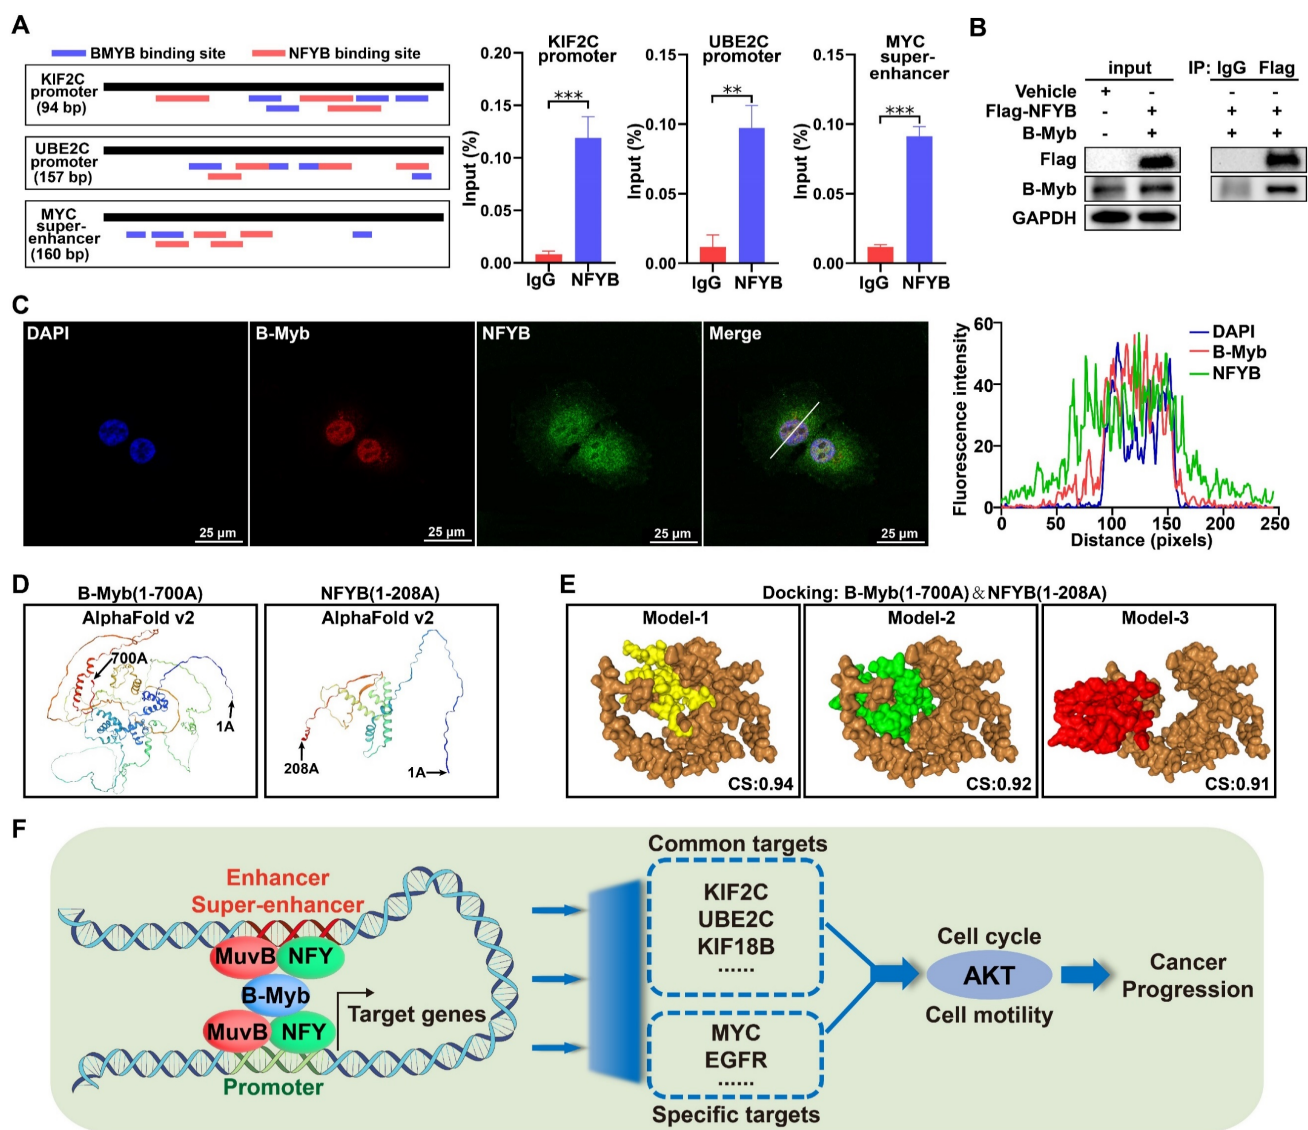 A
BMYB binding site
NFYB binding site
KIF2C
promoter
(94 bp)
UBE2C
promoter
(157 bp)
MYC
super-
enhancer
(160 bp)
KIF2C
promoter
Input (%)
0.20
0.15
0.10
0.05
0.00
***
IgG NFYB
UBE2C
promoter
Input (%)
0.15
0.10
0.05
0.00
**
IgG NFYB
MYC
super-
enhancer
Input (%)
0.15
0.10
0.05
0.00
***
IgG NFYB
B
input IP: IgG Flag
Vehicle + - - -
Flag-NFYB - + + +
B-Myb - + + +
Flag
B-Myb
GAPDH
C
DAPI
25 μm
B-Myb
25 μm
NFYB
25 μm
Merge
25 μm
Fluorescence intensity
60
40
20
0
DAPI
B-Myb
NFYB
0 50 100 150 200 250
Distance (pixels)
D
B-Myb(1-700A)
AlphaFold v2
700A
1A
NFYB(1-208A)
AlphaFold v2
208A
1A
E
Docking: B-Myb(1-700A)&NFYB(1-208A)
Model-1
CS:0.94
Model-2
CS:0.92
Model-3
CS:0.91
F
Enhancer
Super-enhancer
MuvB NFY
B-Myb
MuvB NFY
Target genes
Promoter
Common targets
KIF2C
UBE2C
KIF18B
......
MYC
EGFR
......
Specific targets
Cell cycle
AKT
Cell motility
Cancer
Progression